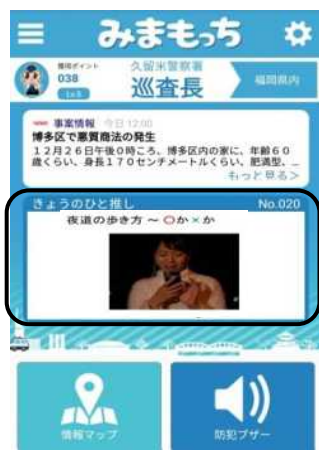 みまもっち
獲得ポイント
038
Lv.5
久留米警察署
巡査長
福岡県内
事案情報 今日 12:00
博多区で悪質商法の発生
12月26日午後0時ころ、博多区内の家に、年齢60
歳くらい、身長170センチメートルくらい、肥満型、...
もっと見る>
きょうのひと推し No.020
夜道の歩き方 ~ ○か×か
情報マップ
防犯ブザー